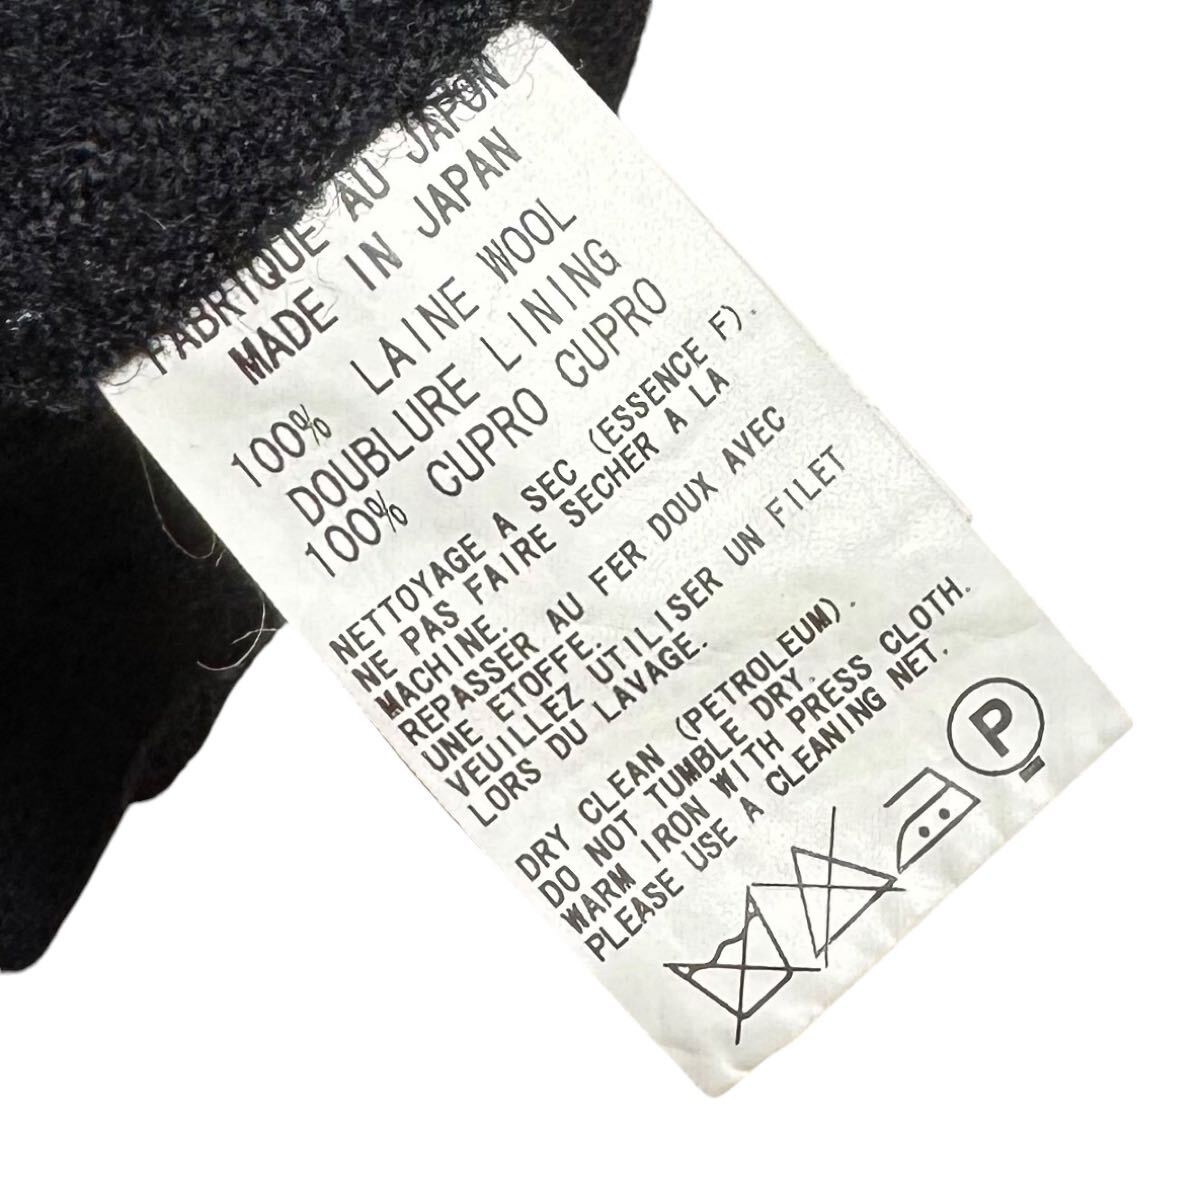 FABRIQUE AU JAPON
MADE IN JAPAN
100% LAINE WOOL
DOUBLURE LINING
100% CUPRO CUPRO
NETTOYAGE A SEC (ESSENCE F).
NE PAS FAIRE SECHER A LA
MACHINE.
REPASSER AU FER DOUX AVEC
UNE ETOFFE.
VEUILLEZ UTILISER UN FILET
LORS DU LAVAGE.
DRY CLEAN (PETROLEUM).
DO NOT TUMBLE DRY.
WARM IRON WITH PRESS CLOTH.
PLEASE USE A CLEANING NET.
P